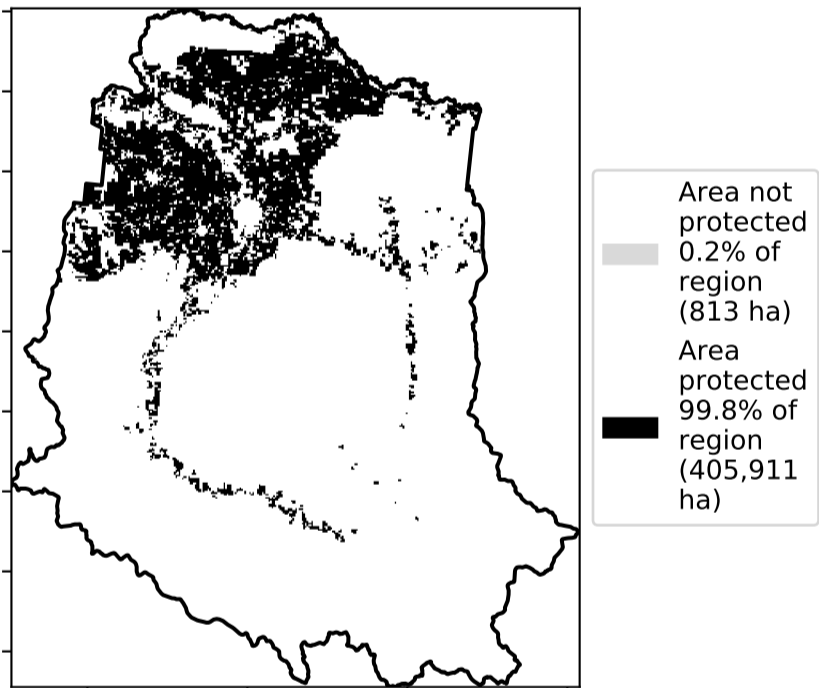 Area not
protected
0.2% of
region
(813 ha)
Area
protected
99.8% of
region
(405,911
ha)